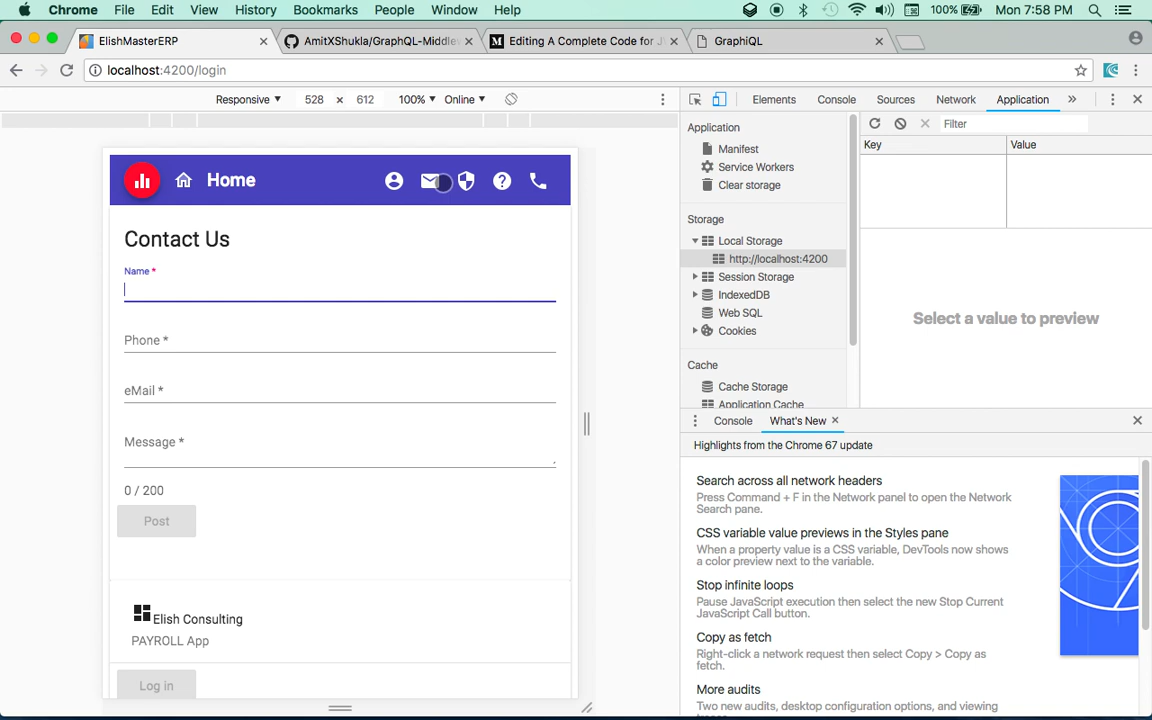 Chrome File Edit View History Bookmarks People Window Help 100% Mon 7:58 PM
ElishMasterERP
AmitXShukla/GraphQL-Middlew
Editing A Complete Code for J
GraphiQL
localhost:4200/login
Responsive ▼ 528 x 612 100% ▼ Online ▼
Elements Console Sources Network Application »
Home
Contact Us
Name *
Phone *
eMail *
Message *
0 / 200
Post
Elish Consulting
PAYROLL App
Log in
Application
Manifest
Service Workers
Clear storage
Storage
Local Storage
http://localhost:4200
Session Storage
IndexedDB
Web SQL
Cookies
Cache
Cache Storage
Application Cache
Filter
Key Value
Select a value to preview
Console What's New
Highlights from the Chrome 67 update
Search across all network headers
Press Command + F in the Network panel to open the Network
Search pane.
CSS variable value previews in the Styles pane
When a property value is a CSS variable, DevTools now shows
a color preview next to the variable.
Stop infinite loops
Pause JavaScript execution then select the new Stop Current
JavaScript Call button.
Copy as fetch
Right-click a network request then select Copy > Copy as
fetch.
More audits
Two new audits, desktop configuration options, and viewing